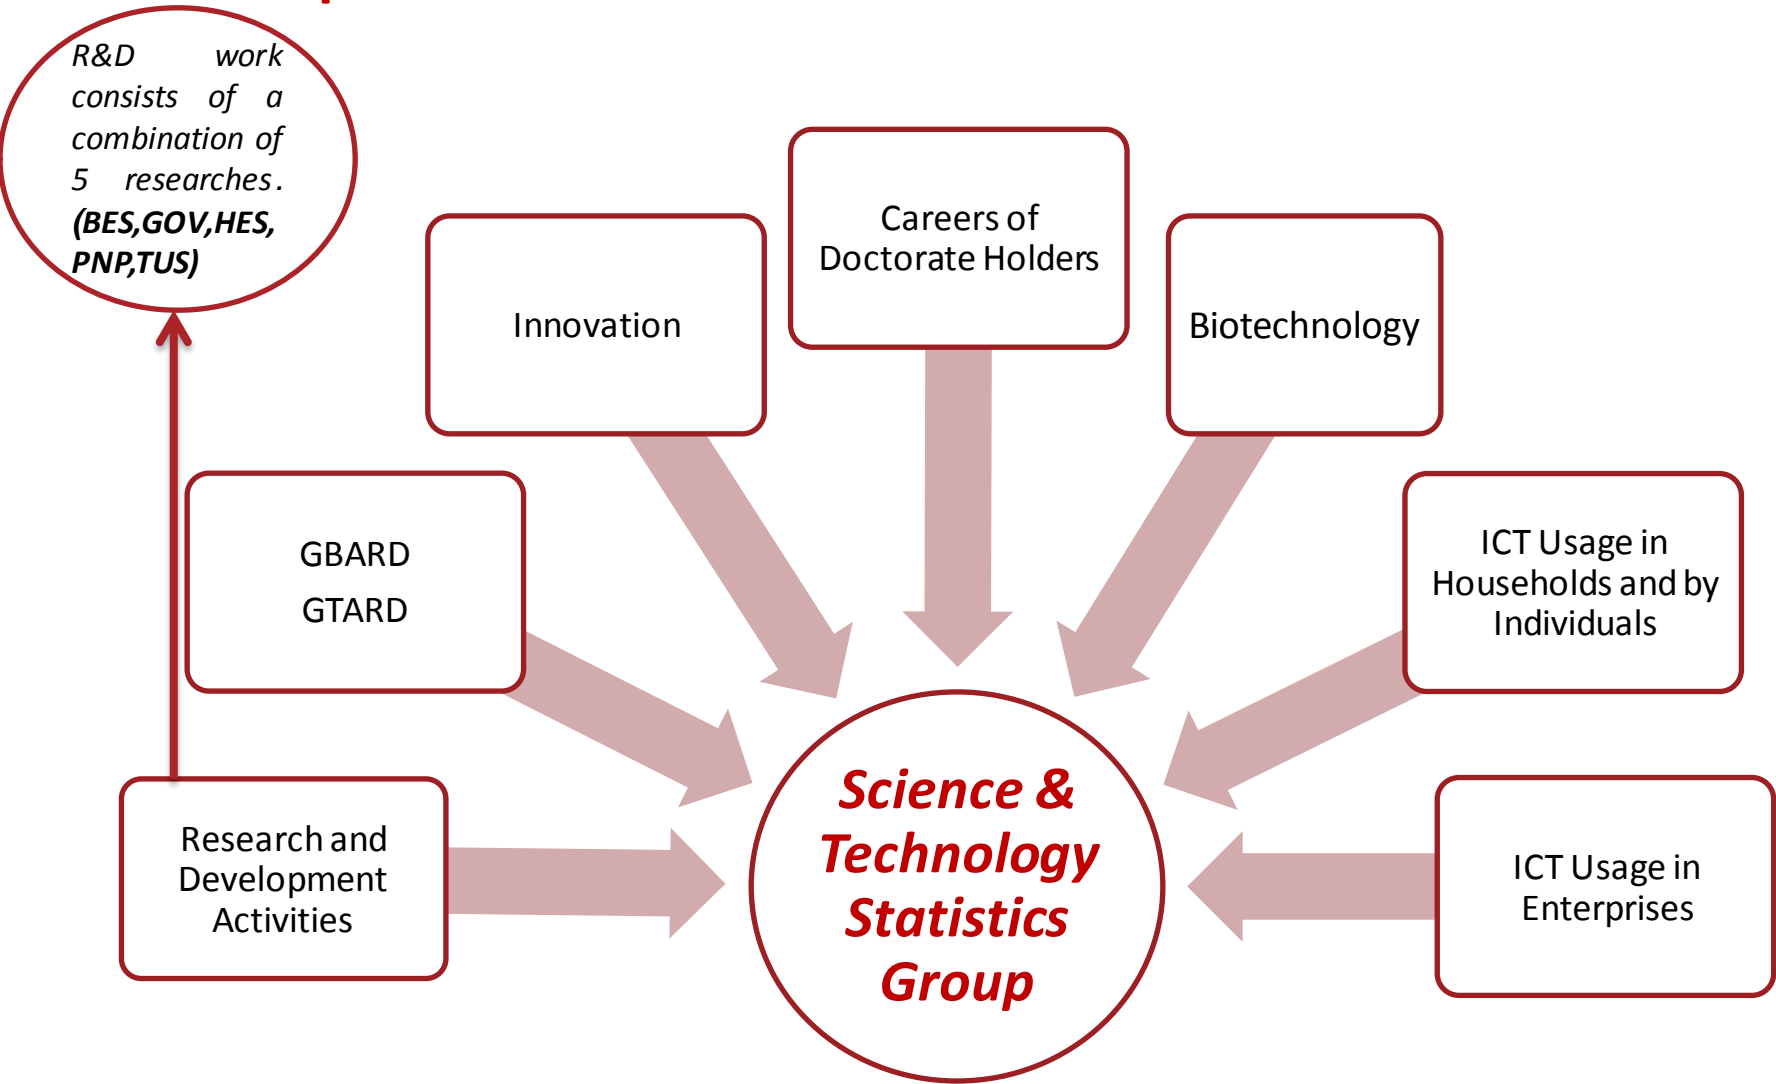 R&D work
consists of a
combination of
5 researches.
(BES,GOV,HES,
PNP,TUS)
Careers of
Doctorate Holders
Innovation
Biotechnology
GBARD
GTARD
ICT Usage in
Households and by
Individuals
Research and
Development
Activities
Science &
Technology
Statistics
Group
ICT Usage in
Enterprises